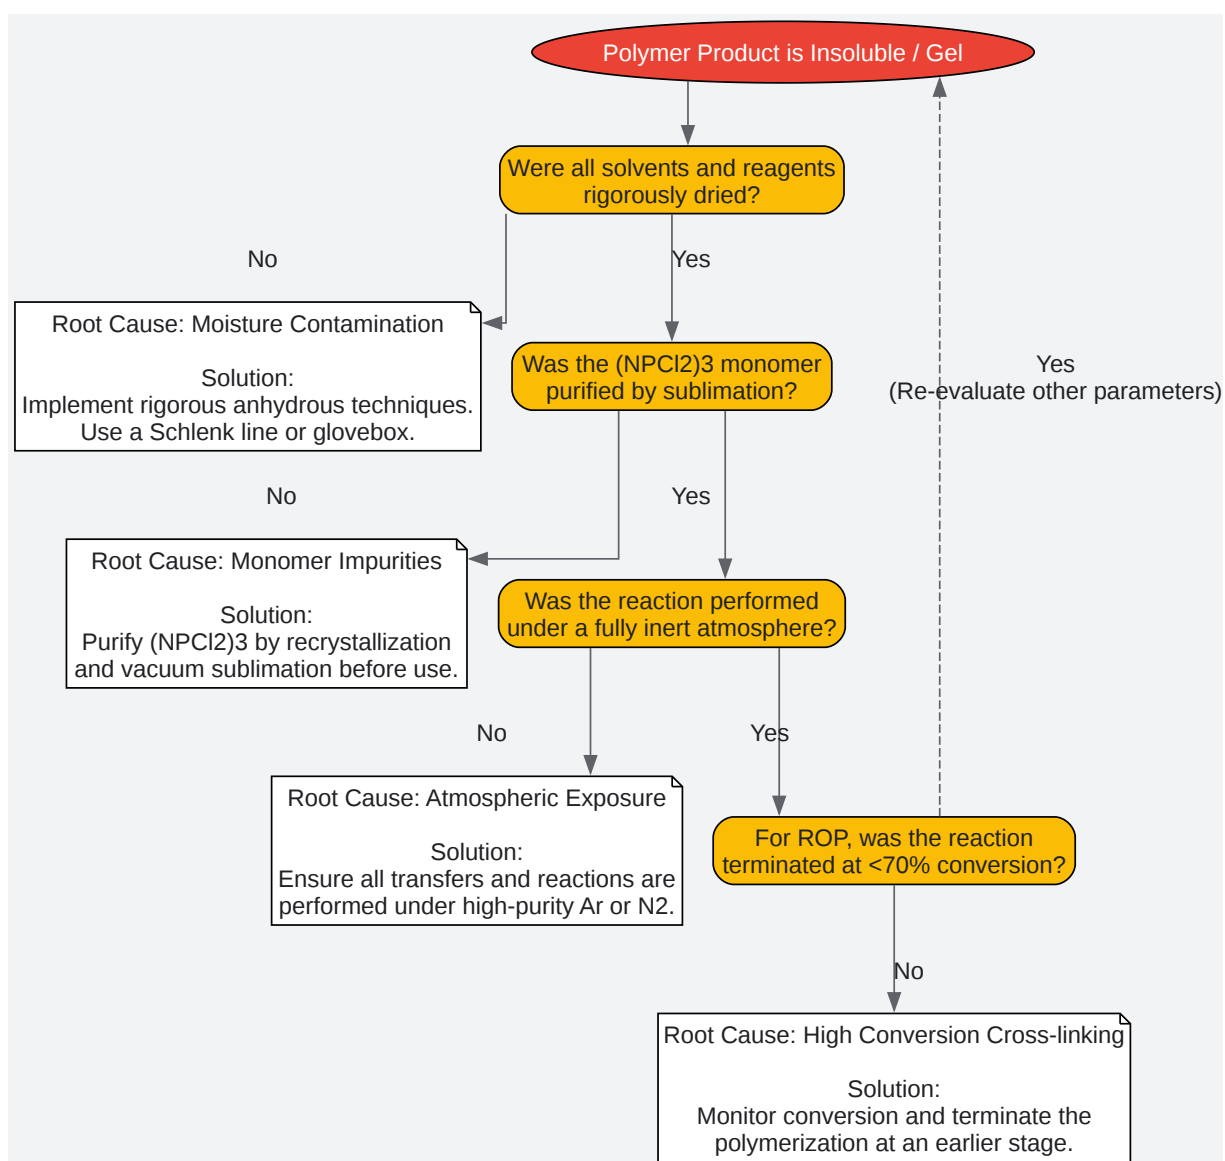 Polymer Product is Insoluble / Gel
Were all solvents and reagents
rigorously dried?
No
Yes
Root Cause: Moisture Contamination
Solution:
Implement rigorous anhydrous techniques.
Use a Schlenk line or glovebox.
Was the (NPCl2)3 monomer
purified by sublimation?
Yes
(Re-evaluate other parameters)
No
Yes
Root Cause: Monomer Impurities
Solution:
Purify (NPCl2)3 by recrystallization
and vacuum sublimation before use.
Was the reaction performed
under a fully inert atmosphere?
No
Yes
Root Cause: Atmospheric Exposure
Solution:
Ensure all transfers and reactions are
performed under high-purity Ar or N2.
For ROP, was the reaction
terminated at <70% conversion?
No
Root Cause: High Conversion Cross-linking
Solution:
Monitor conversion and terminate the
polymerization at an earlier stage.